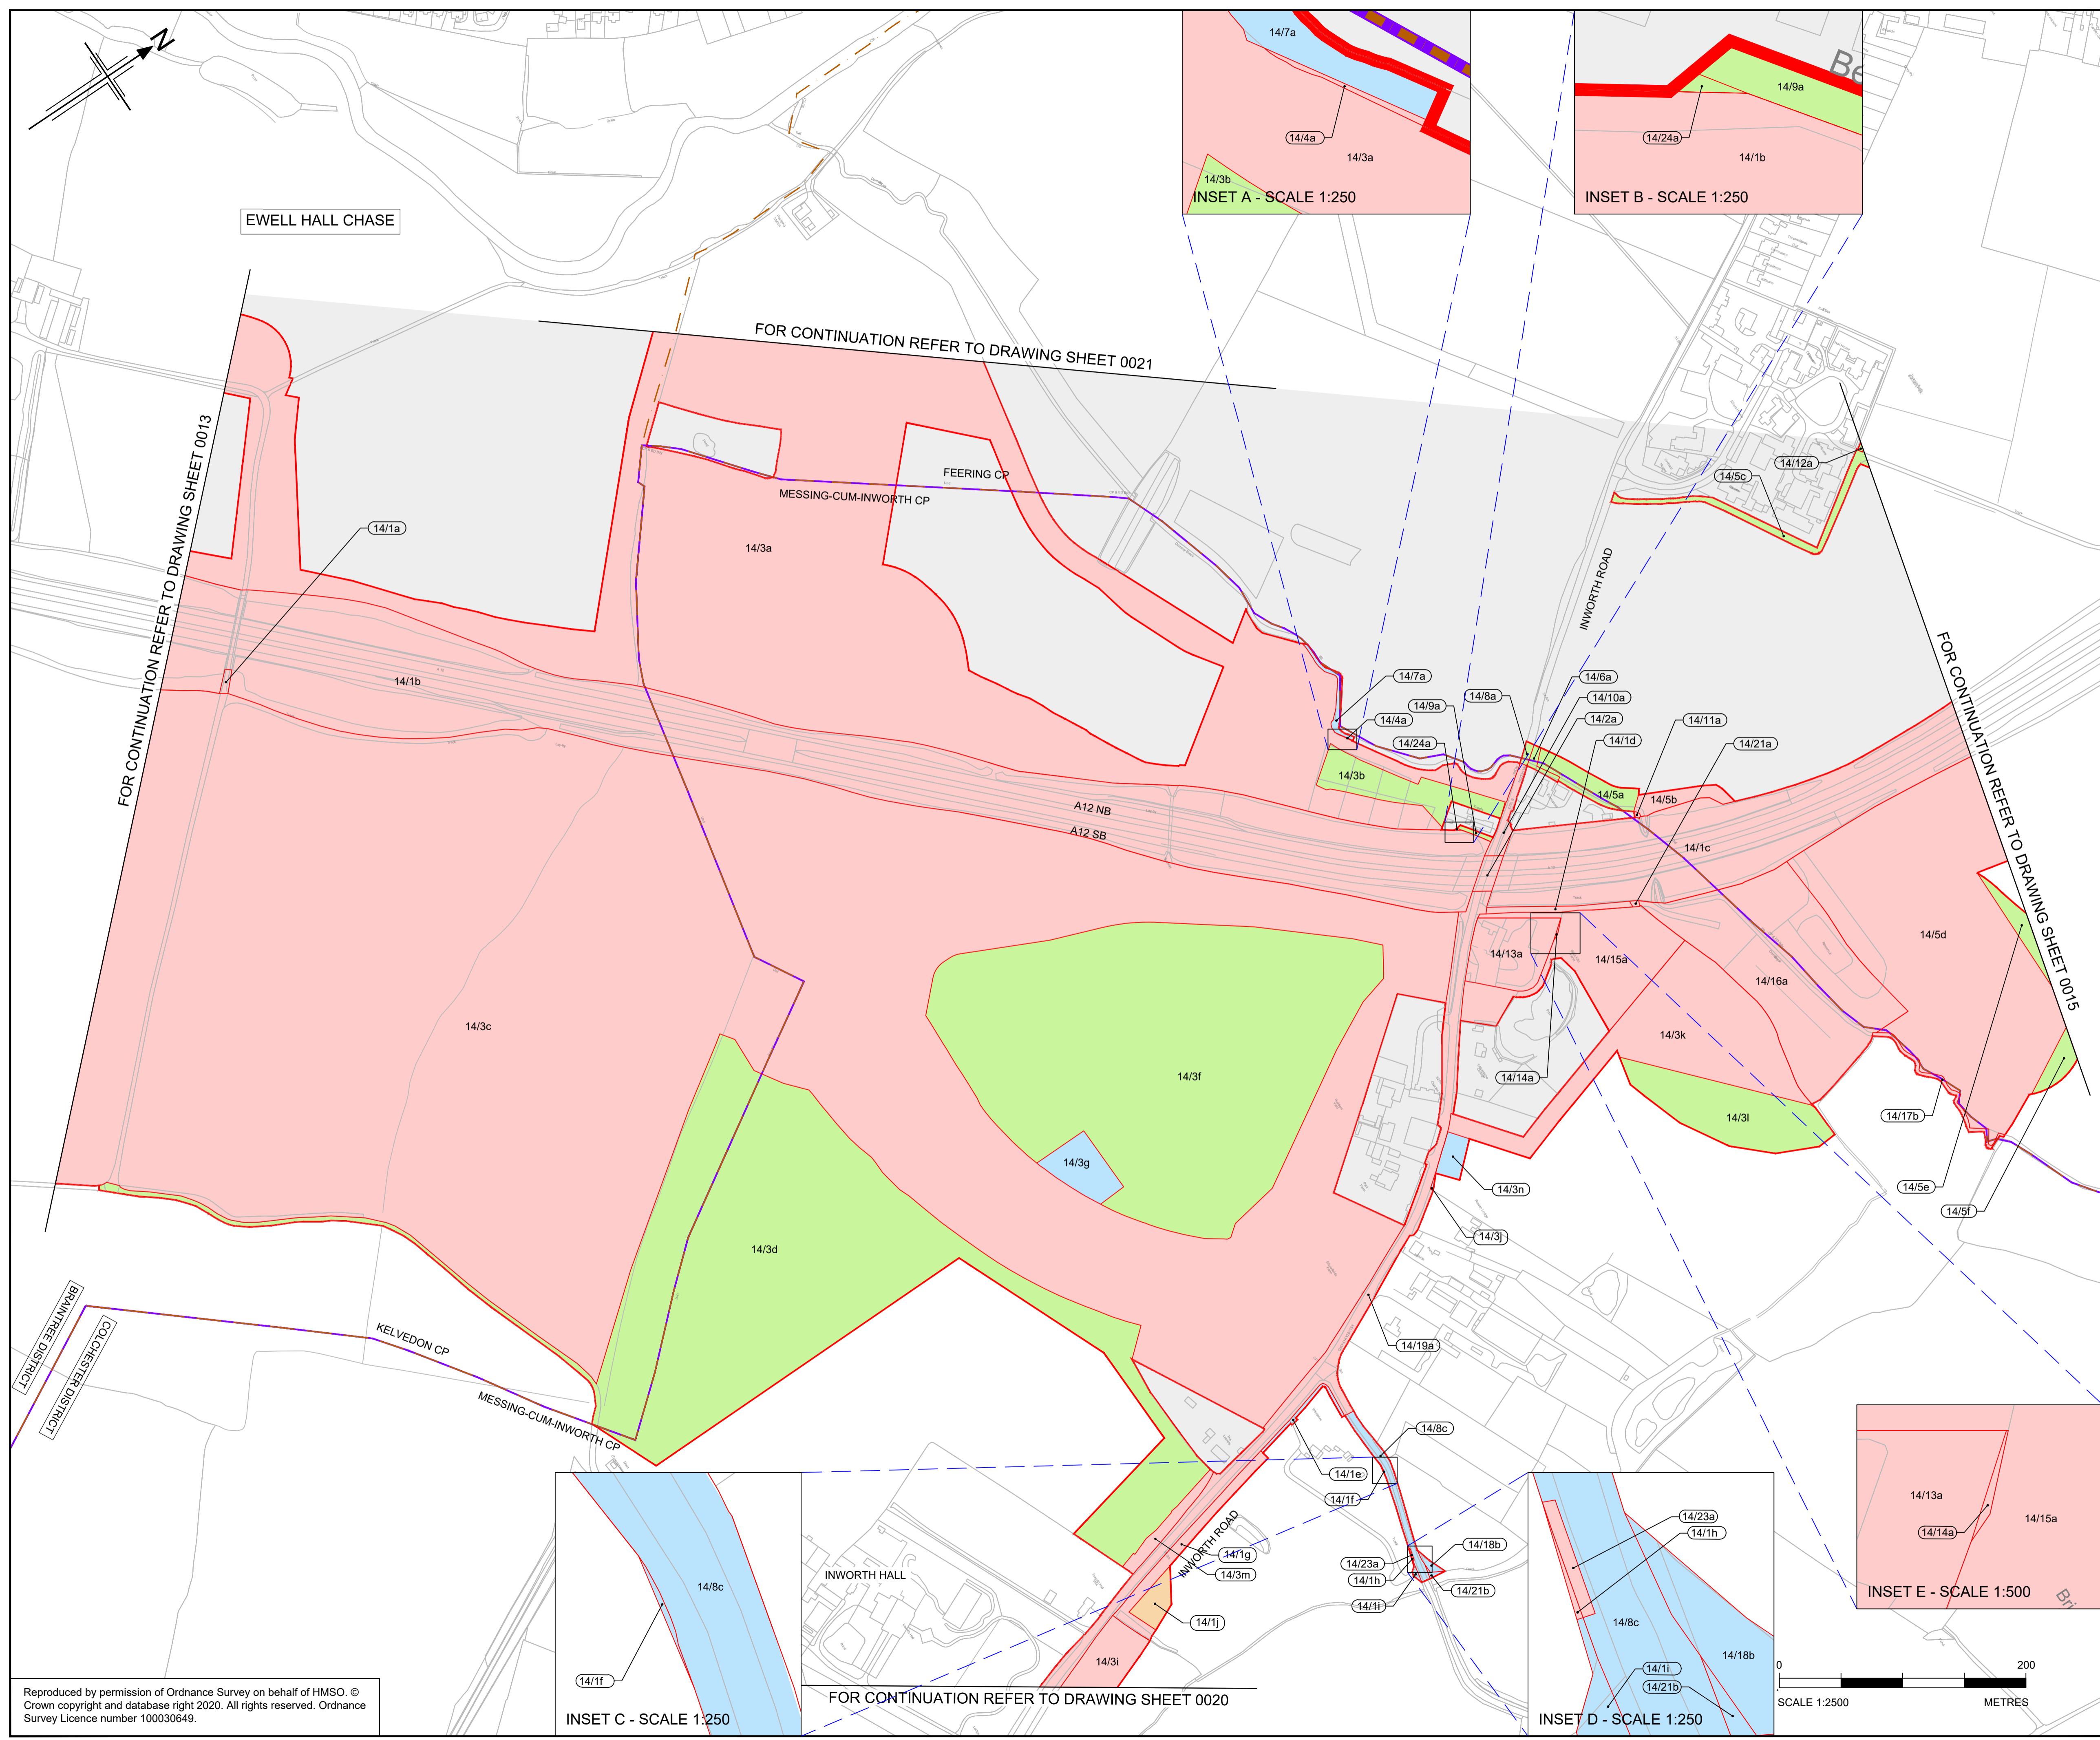 N
EWELL HALL CHASE
14/7a
14/4a
14/3a
14/3b
INSET A - SCALE 1:250
Be
14/9a
14/24a
14/1b
INSET B - SCALE 1:250
FOR CONTINUATION REFER TO DRAWING SHEET 0021
FOR CONTINUATION REFER TO DRAWING SHEET 0013
FEERING CP
MESSING-CUM-INWORTH CP
14/12a
14/5c
14/1a
14/3a
INWORTH ROAD
14/1b
14/7a
14/4a
14/9a
14/24a
14/8a
14/6a
14/10a
14/2a
14/1d
14/11a
14/21a
14/3b
14/5a
14/5b
A12 NB
A12 SB
14/1c
FOR CONTINUATION REFER TO DRAWING SHEET 0015
14/5d
14/13a
14/15a
14/16a
14/3c
14/3k
14/3f
14/14a
14/3l
14/17b
14/3g
14/3n
14/5e
14/5f
14/3j
14/3d
14/19a
BRAINTREE DISTRICT
COLCHESTER DISTRICT
KELVEDON CP
MESSING-CUM-INWORTH CP
14/8c
14/1e
14/1f
INWORTH ROAD
14/1g
14/3m
14/23a
14/1h
14/1i
14/18b
14/21b
INWORTH HALL
14/1j
14/3i
14/8c
14/1f
INSET C - SCALE 1:250
14/23a
14/1h
14/8c
14/18b
14/1i
14/21b
INSET D - SCALE 1:250
14/13a
14/14a
14/15a
INSET E - SCALE 1:500
Bri
0
200
SCALE 1:2500
METRES
FOR CONTINUATION REFER TO DRAWING SHEET 0020
Reproduced by permission of Ordnance Survey on behalf of HMSO. ©
Crown copyright and database right 2020. All rights reserved. Ordnance
Survey Licence number 100030649.